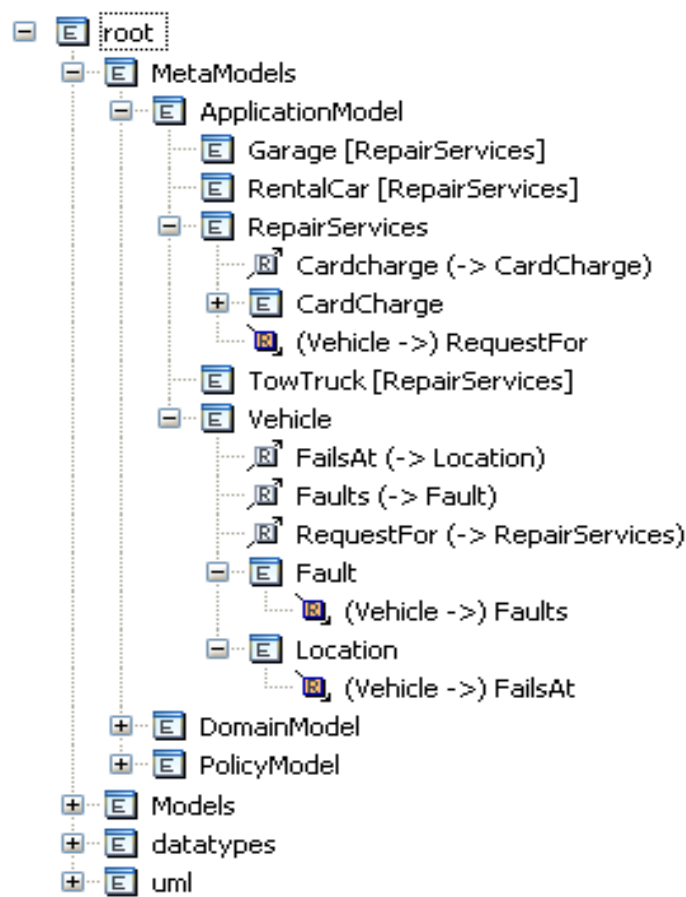 root
MetaModels
ApplicationModel
Garage [RepairServices]
RentalCar [RepairServices]
RepairServices
Cardcharge (-> CardCharge)
CardCharge
(Vehicle ->) RequestFor
TowTruck [RepairServices]
Vehicle
FailsAt (-> Location)
Faults (-> Fault)
RequestFor (-> RepairServices)
Fault
(Vehicle ->) Faults
Location
(Vehicle ->) FailsAt
DomainModel
PolicyModel
Models
datatypes
uml